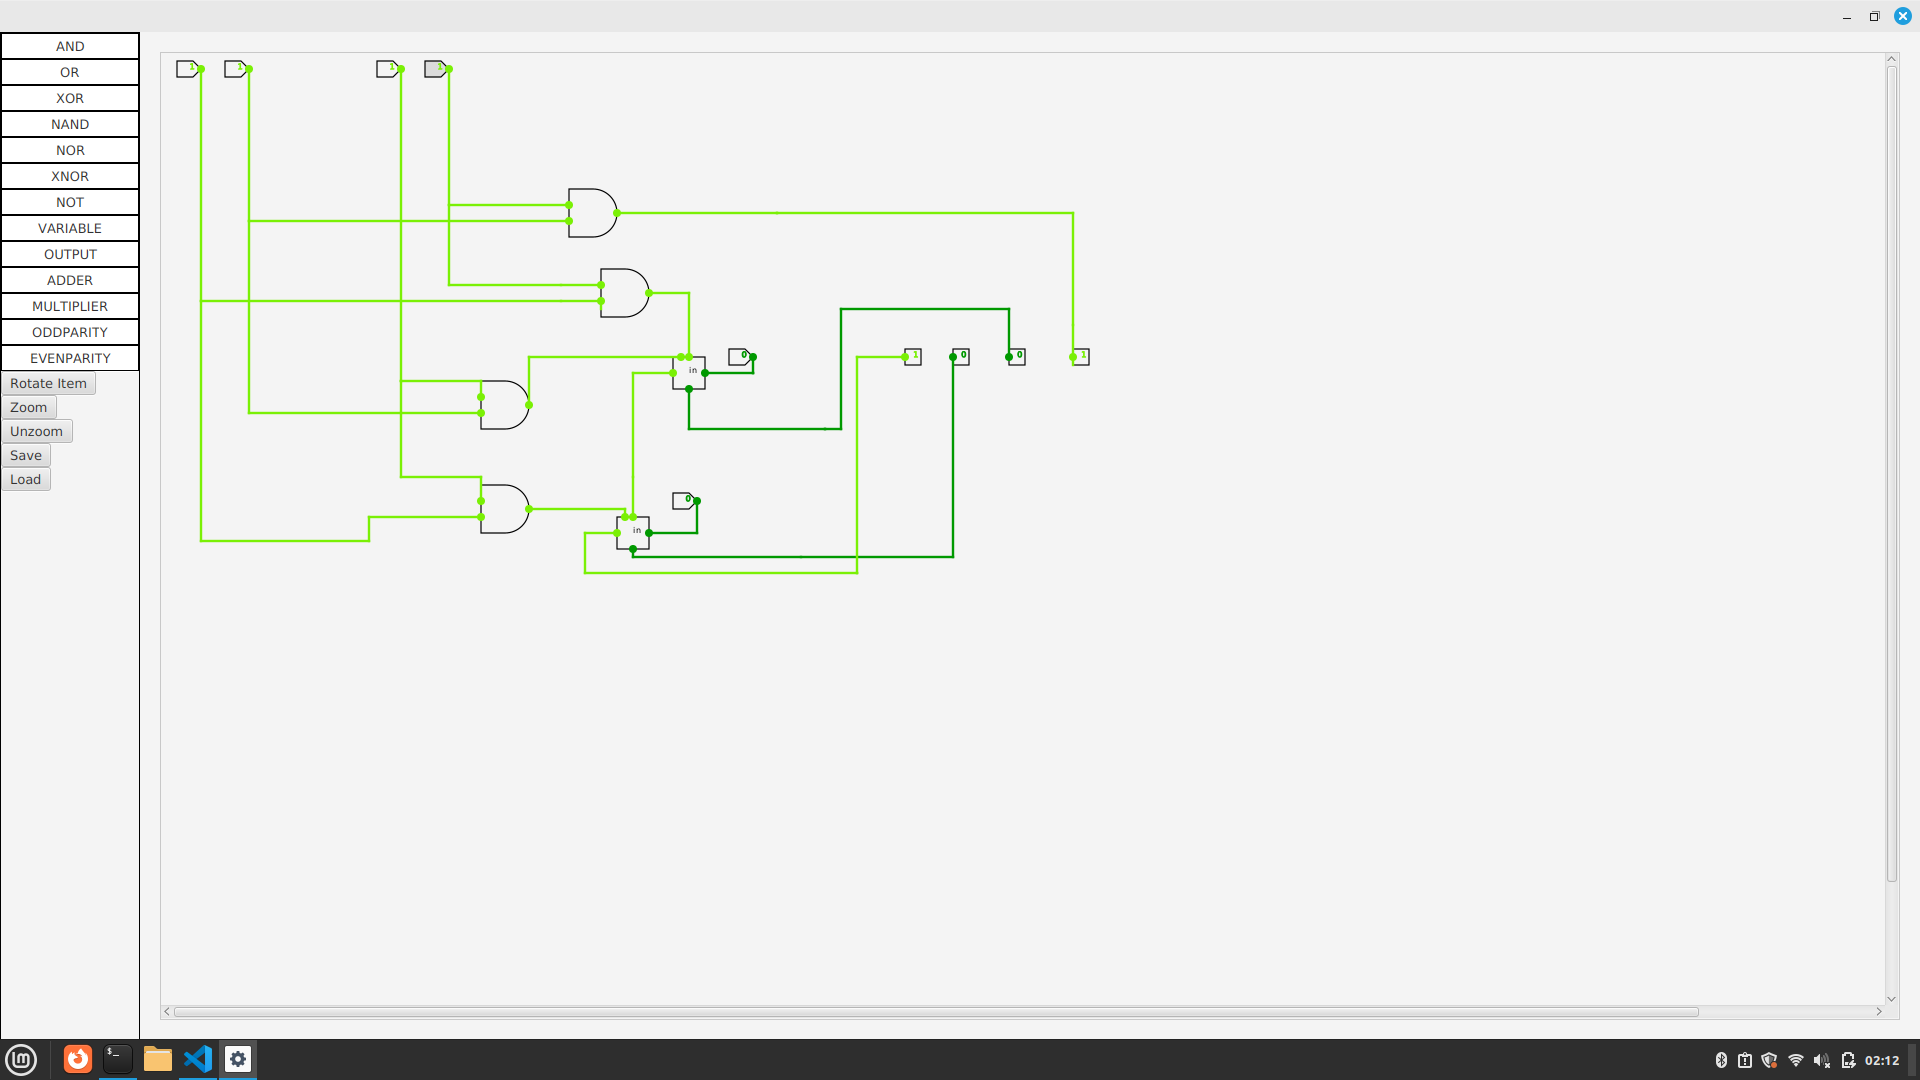 AND
OR
XOR
NAND
NOR
XNOR
NOT
VARIABLE
OUTPUT
ADDER
MULTIPLIER
ODDPARITY
EVENPARITY
Rotate Item
Zoom
Unzoom
Save
Load
1 1 1 1
in 0 1 0 0 1
in 0
$_
lm
02:12